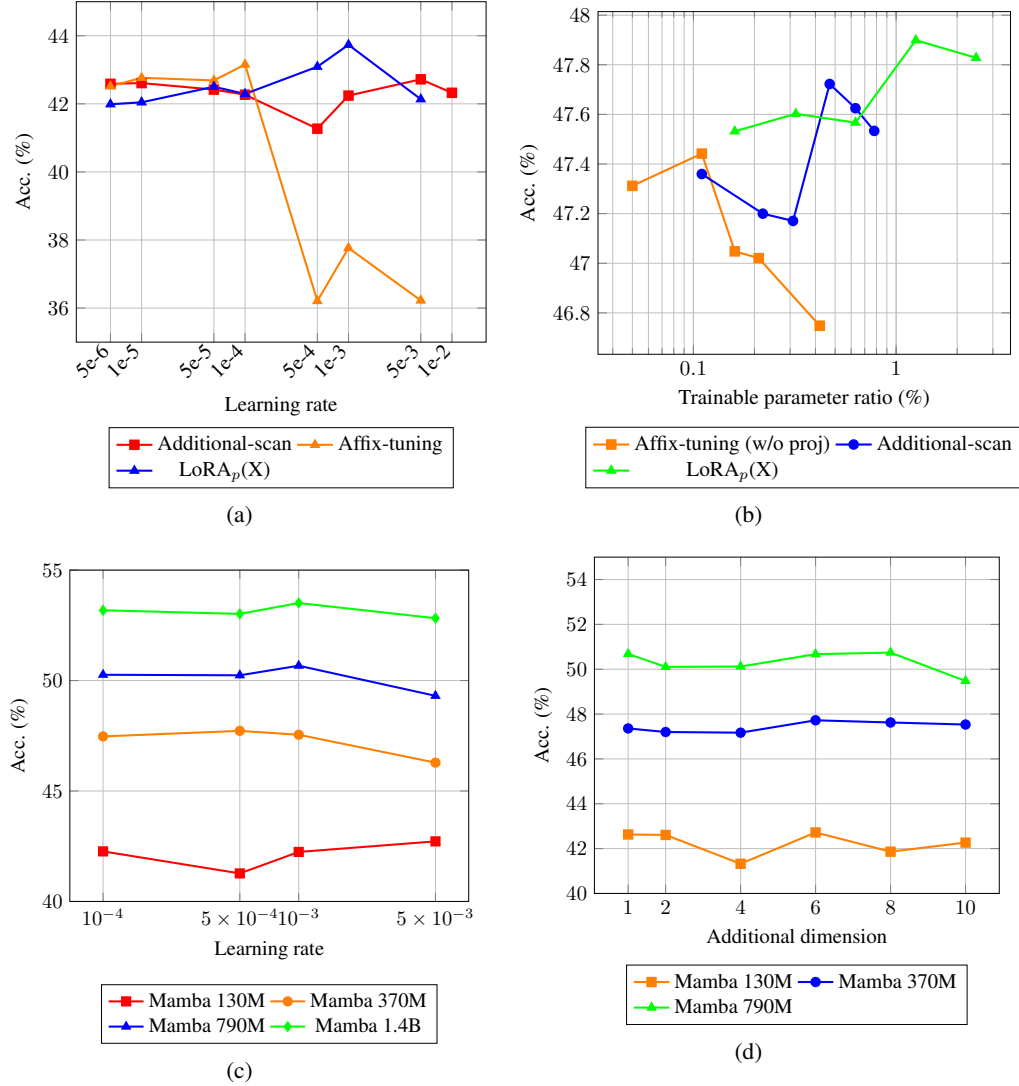 44
42
40
38
36
Acc. (%)
5e-6
1e-5
5e-5
1e-4
5e-4
1e-3
5e-3
1e-2
Learning rate
Additional-scan Affix-tuning
LoRAₚ(X)
(a)
48
47.8
47.6
47.4
47.2
47
46.8
Acc. (%)
0.1 1
Trainable parameter ratio (%)
Affix-tuning (w/o proj) Additional-scan
LoRAₚ(X)
(b)
55
50
45
40
Acc. (%)
10⁻⁴ 5 × 10⁻⁴ 10⁻³ 5 × 10⁻³
Learning rate
Mamba 130M Mamba 370M
Mamba 790M Mamba 1.4B
(c)
54
52
50
48
46
44
42
40
Acc. (%)
1 2 4 6 8 10
Additional dimension
Mamba 130M Mamba 370M
Mamba 790M
(d)